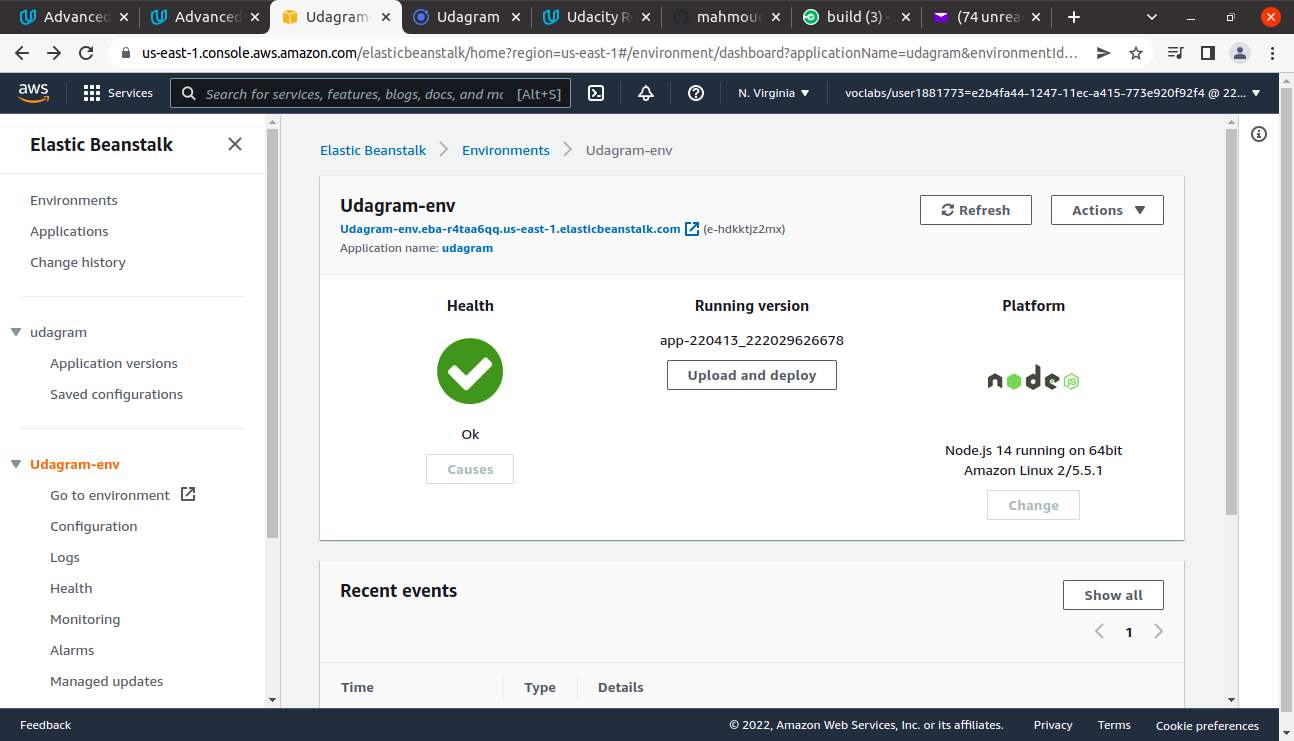 Advanced
Advanced
Udagram-
Udagram
Udacity Re
mahmoud
build (3) -
(74 unrea
us-east-1.console.aws.amazon.com/elasticbeanstalk/home?region=us-east-1#/environment/dashboard?applicationName=udagram&environmentId...
aws
Services
Search for services, features, blogs, docs, and mo
[Alt+S]
N. Virginia
voclabs/user1881773=e2b4fa44-1247-11ec-a415-773e920f92f4 @ 22...
Elastic Beanstalk
Environments
Applications
Change history
udagram
Application versions
Saved configurations
Udagram-env
Go to environment
Configuration
Logs
Health
Monitoring
Alarms
Managed updates
Elastic Beanstalk
Environments
Udagram-env
Udagram-env
Udagram-env.eba-r4taa6qq.us-east-1.elasticbeanstalk.com (e-hdkktjz2mx)
Application name: udagram
Refresh
Actions
Health
Ok
Causes
Running version
app-220413_222029626678
Upload and deploy
Platform
node JS
Node.js 14 running on 64bit
Amazon Linux 2/5.5.1
Change
Recent events
Show all
1
Time
Type
Details
Feedback
© 2022, Amazon Web Services, Inc. or its affiliates.
Privacy
Terms
Cookie preferences